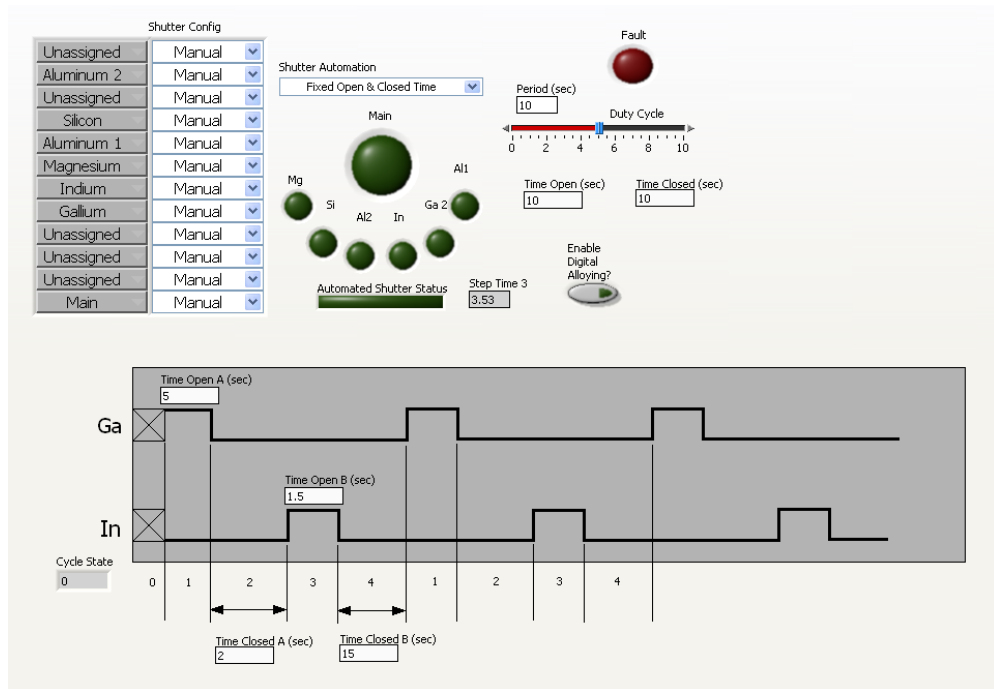 Shutter Config
Unassigned Manual
Aluminum 2 Manual
Unassigned Manual
Silicon Manual
Aluminum 1 Manual
Magnesium Manual
Indium Manual
Gallium Manual
Unassigned Manual
Unassigned Manual
Unassigned Manual
Main Manual
Shutter Automation
Fixed Open & Closed Time
Main
Mg
Si
Al2
In
Ga 2
Al1
Automated Shutter Status
Step Time 3
3.53
Fault
Period (sec)
10
Duty Cycle
0 2 4 6 8 10
Time Open (sec) Time Closed (sec)
10 10
Enable
Digital
Alloying?
Time Open A (sec)
5
Ga
Time Open B (sec)
1.5
In
Cycle State
0
0 1 2 3 4 1 2 3 4
Time Closed A (sec) Time Closed B (sec)
2 15